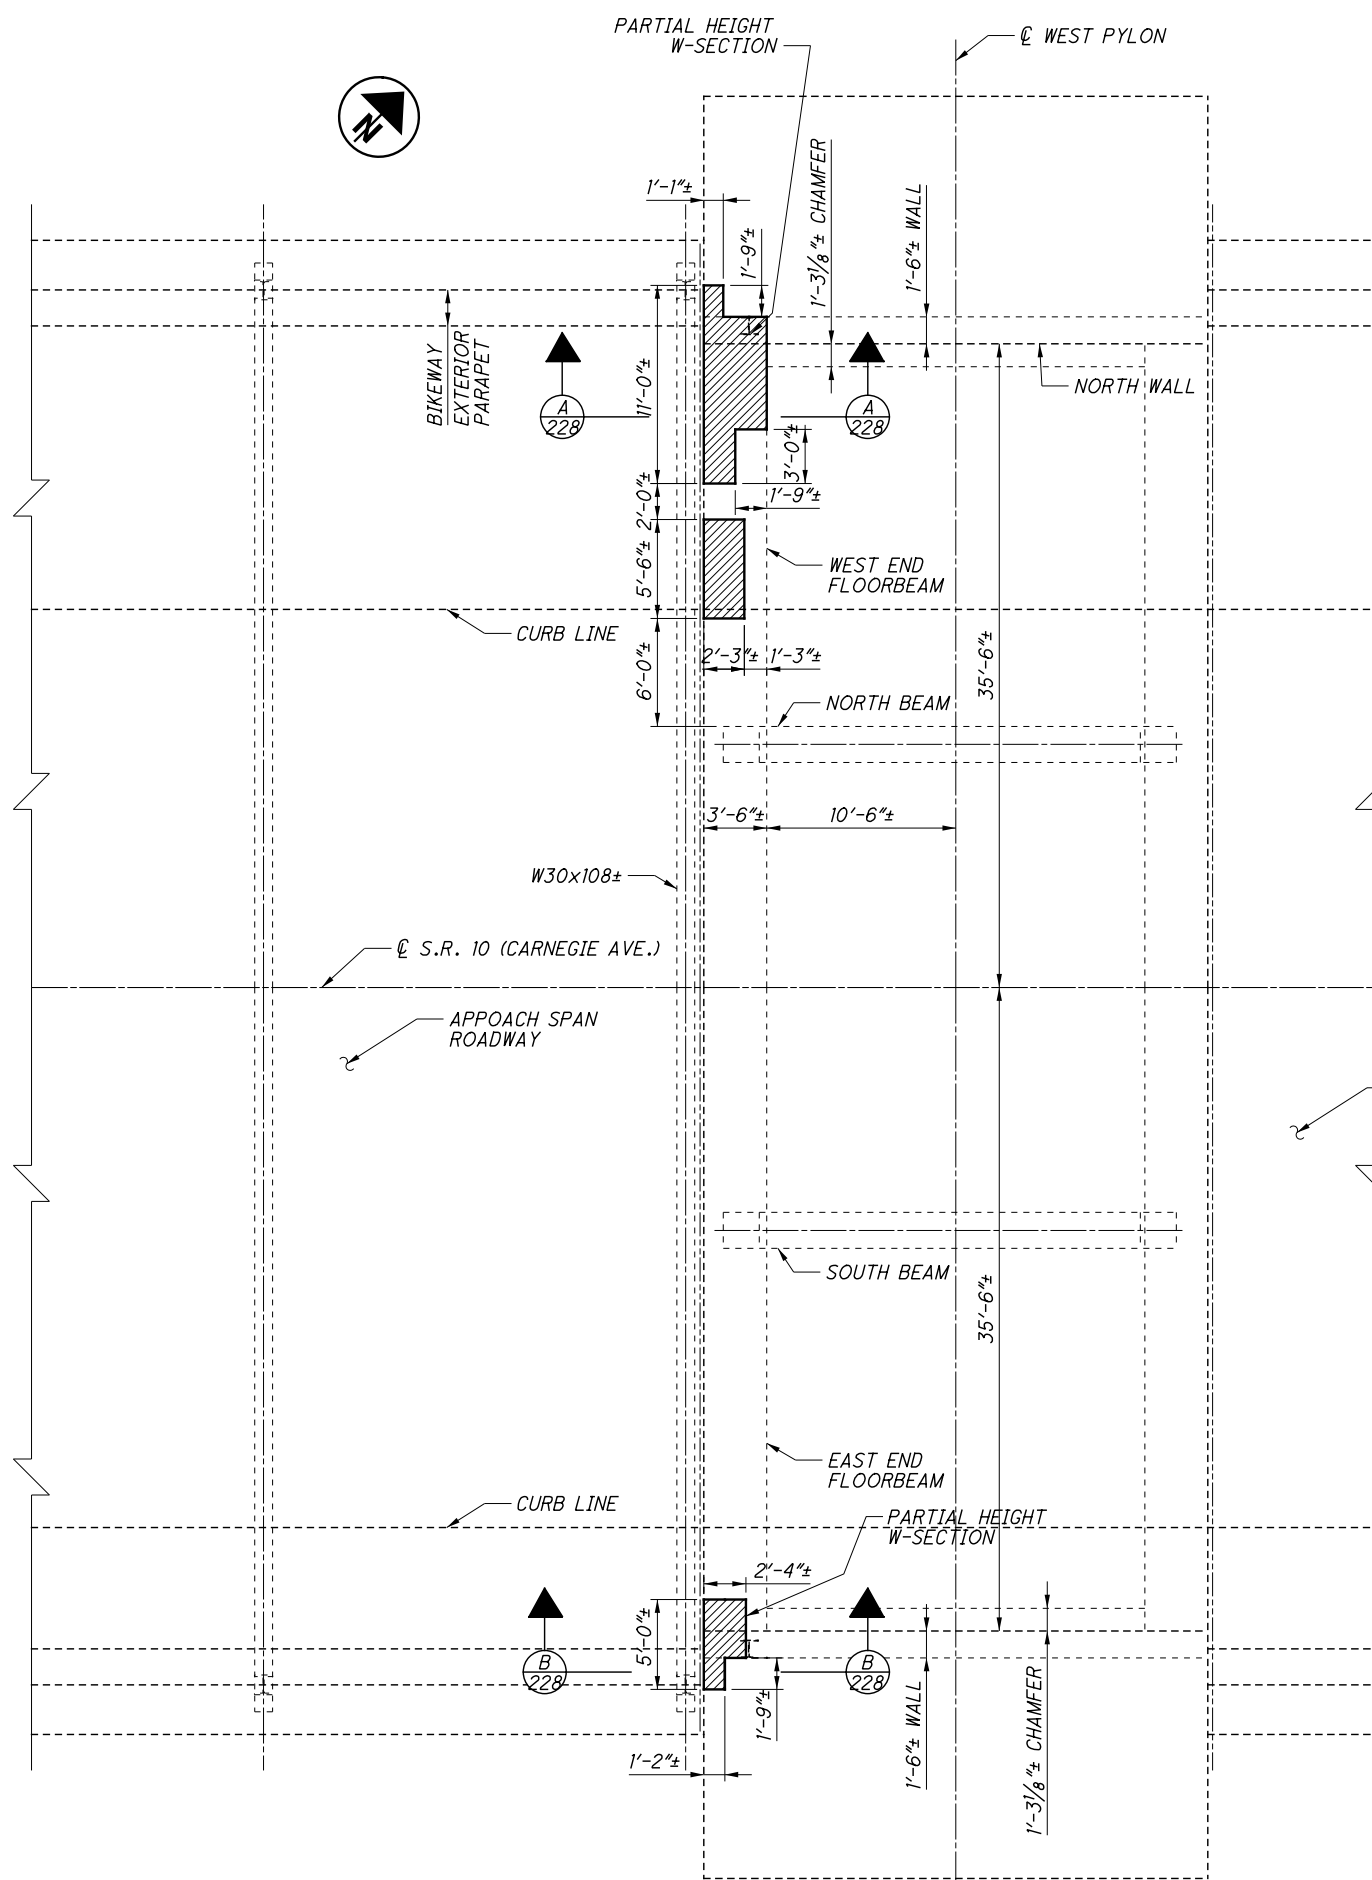 PARTIAL HEIGHT
W-SECTION
℄ WEST PYLON
N
1'-1"±
1'-9"±
1'-3⅛"± CHAMFER
1'-6"± WALL
BIKEWAY
EXTERIOR
PARAPET
11'-0"±
A
228
A
228
NORTH WALL
3'-0"±
1'-9"±
2'-0"±
5'-6"±
WEST END
FLOORBEAM
CURB LINE
6'-0"±
2'-3"±
1'-3"±
35'-6"±
NORTH BEAM
3'-6"±
10'-6"±
W30x108±
℄ S.R. 10 (CARNEGIE AVE.)
APPOACH SPAN
ROADWAY
SOUTH BEAM
35'-6"±
EAST END
FLOORBEAM
CURB LINE
PARTIAL HEIGHT
W-SECTION
2'-4"±
5'-0"±
B
228
B
228
1'-9"±
1'-2"±
1'-6"± WALL
1'-3⅛"± CHAMFER